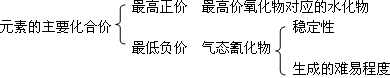 元素的主要化合价
最高正价 最高价氧化物对应的水化物
最低负价 气态氢化物
稳定性
生成的难易程度